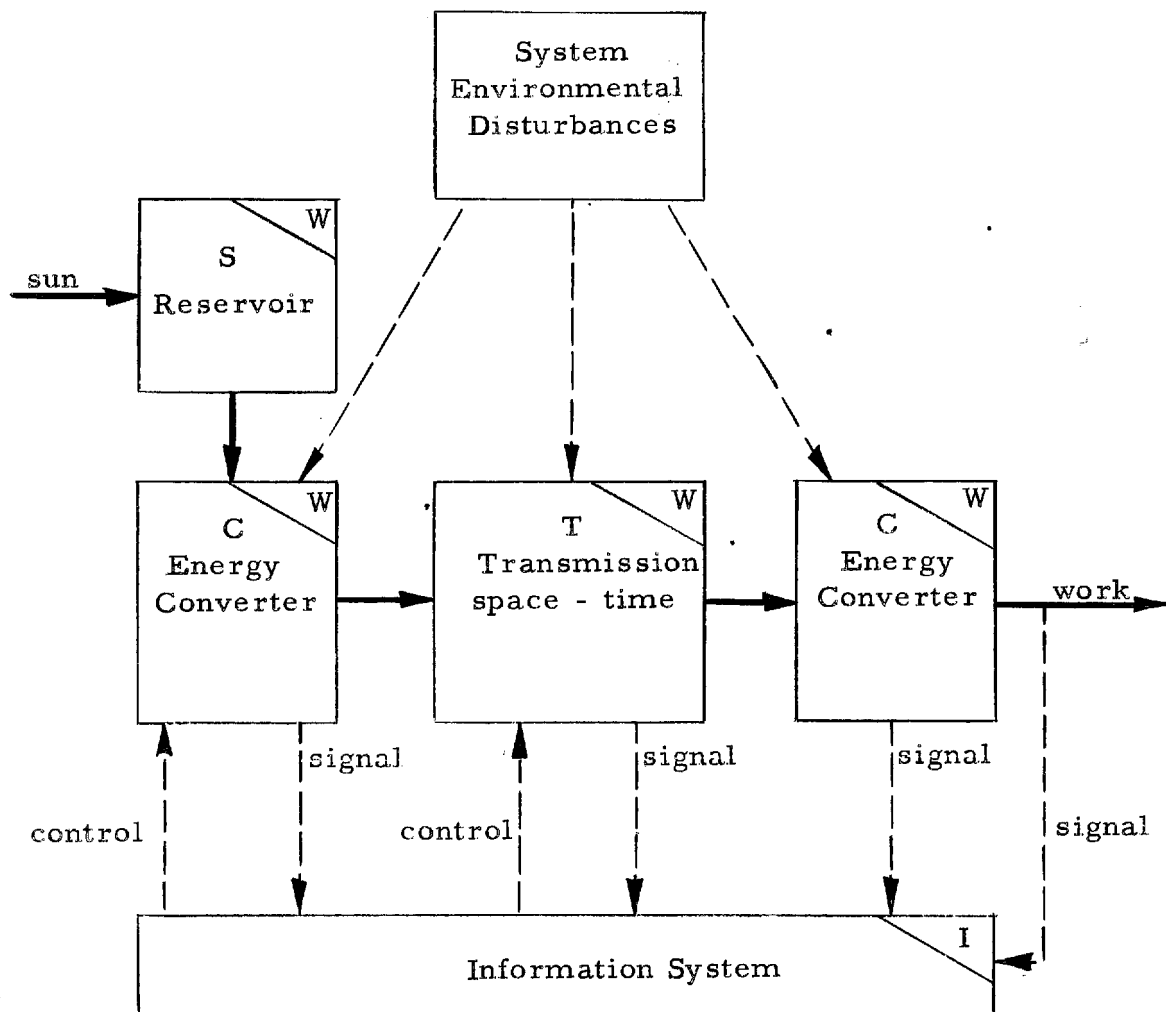 System
Environmental
Disturbances
W
S
sun
Reservoir
W
C
Energy
Converter
W
T
Transmission
space - time
W
C
Energy
Converter
work
signal
signal
signal
control
control
signal
I
Information System